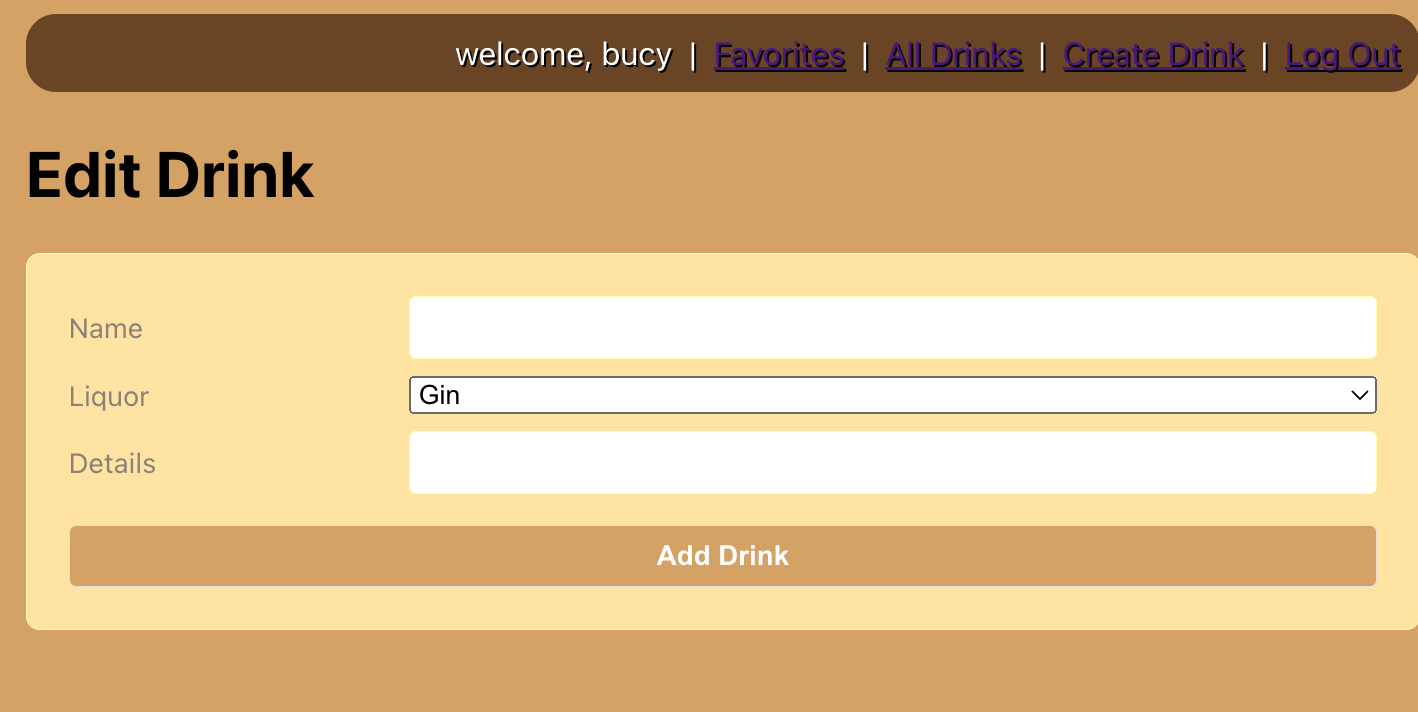 welcome, bucy | Favorites | All Drinks | Create Drink | Log Out
Edit Drink
Name
Liquor Gin
Details
Add Drink